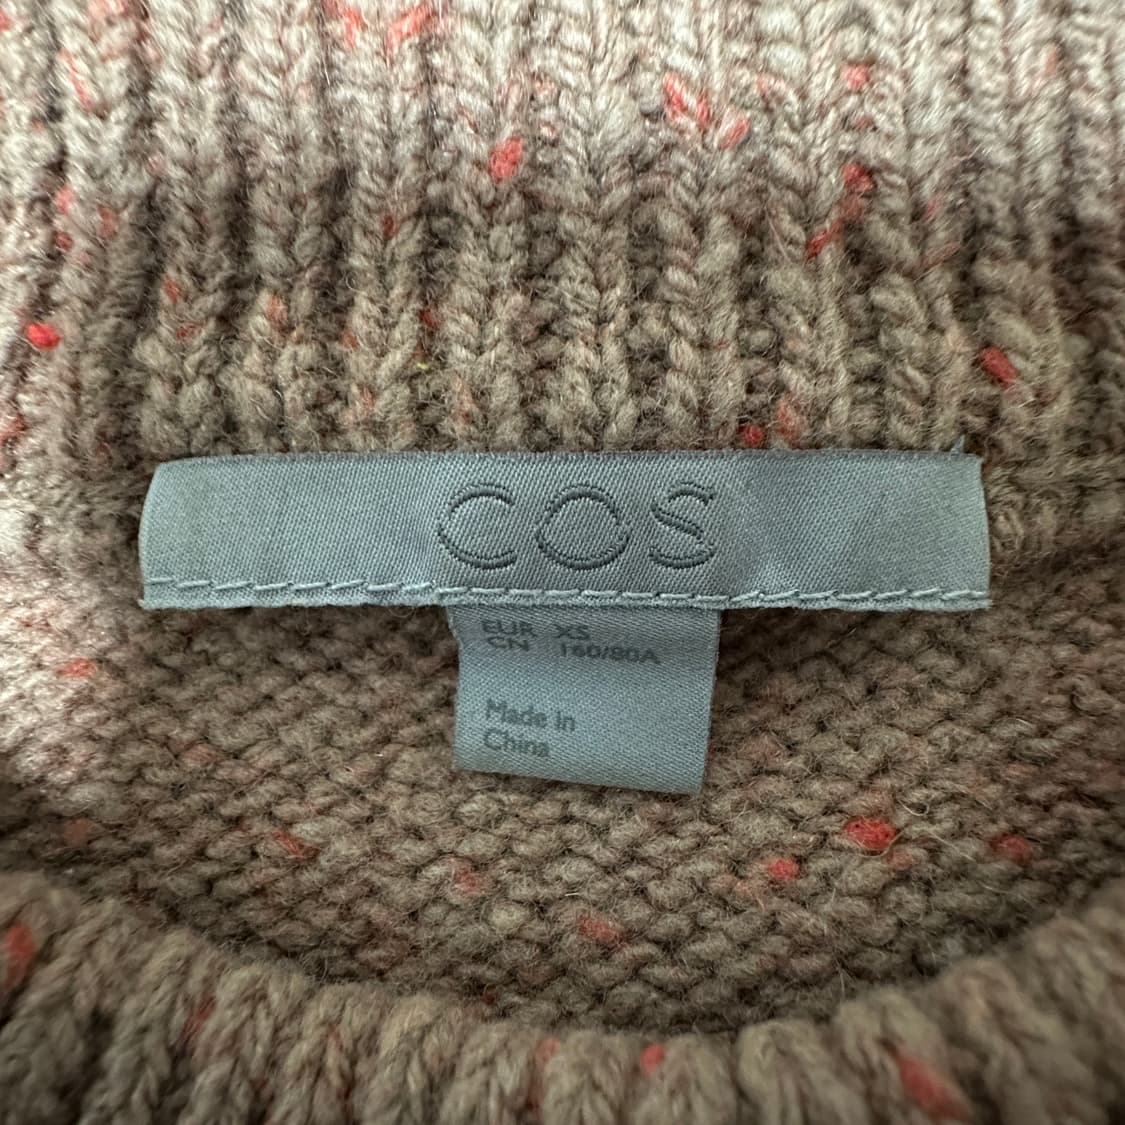 COS
EUR XS
CN 160/80A
Made in
China